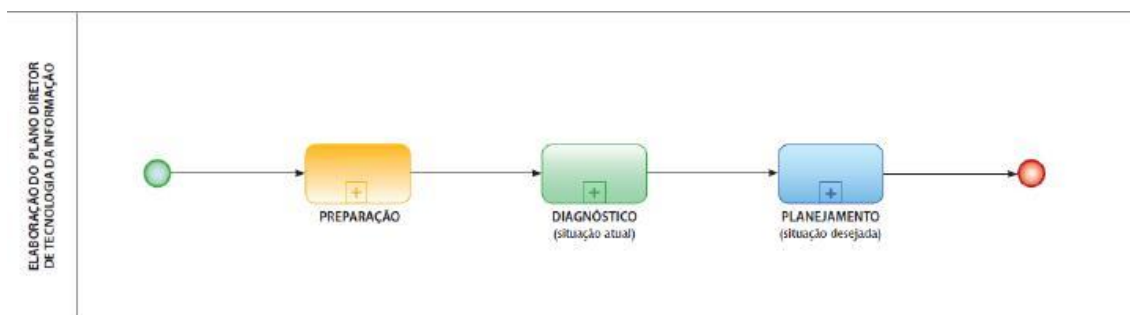 ELABORAÇÃO DO PLANO DIRETOR
DE TECNOLOGIA DA INFORMAÇÃO
PREPARAÇÃO
DIAGNÓSTICO
(situação atual)
PLANEJAMENTO
(situação desejada)